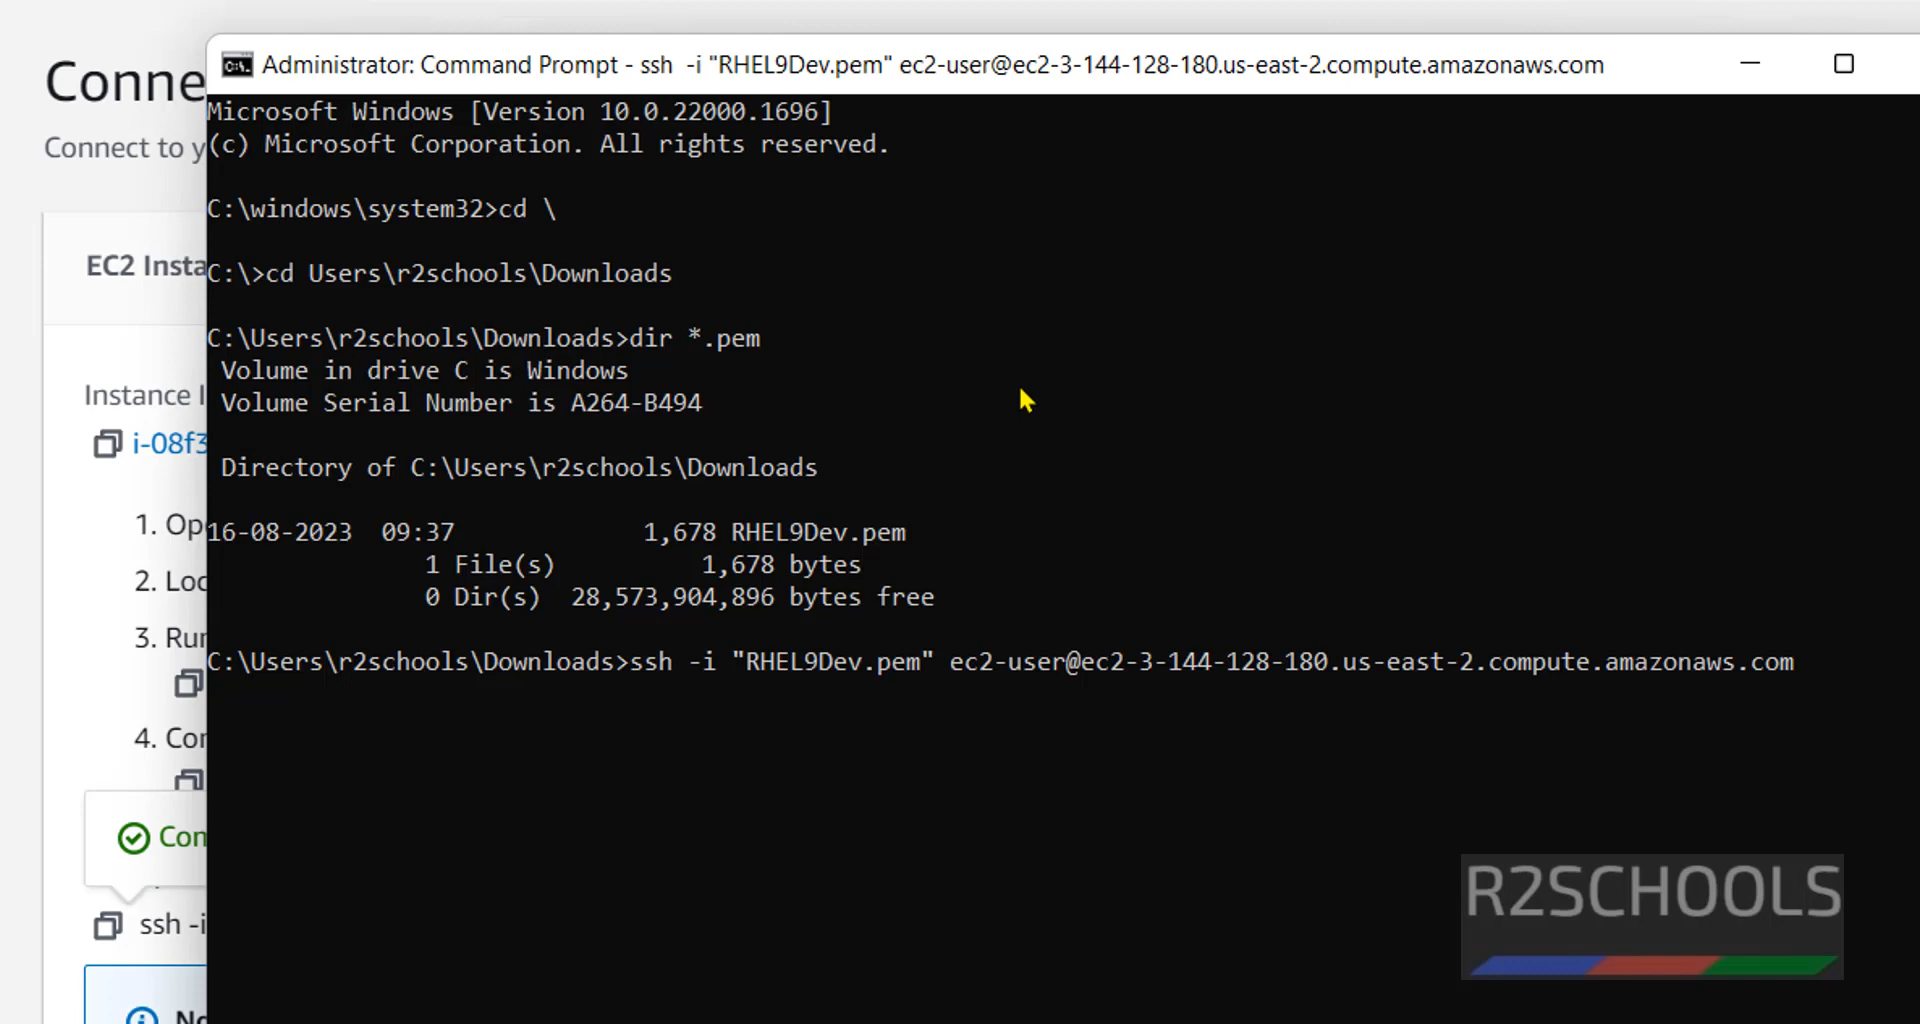 Conne
Connect to y
EC2 Insta
Instance I
i-08f3
1. Op
2. Loc
3. Run
4. Con
Con
ssh -i
No
Administrator: Command Prompt - ssh -i "RHEL9Dev.pem" ec2-user@ec2-3-144-128-180.us-east-2.compute.amazonaws.com
Microsoft Windows [Version 10.0.22000.1696]
(c) Microsoft Corporation. All rights reserved.
C:\windows\system32>cd \
C:\>cd Users\r2schools\Downloads
C:\Users\r2schools\Downloads>dir *.pem
Volume in drive C is Windows
Volume Serial Number is A264-B494
Directory of C:\Users\r2schools\Downloads
16-08-2023 09:37 1,678 RHEL9Dev.pem
1 File(s) 1,678 bytes
0 Dir(s) 28,573,904,896 bytes free
C:\Users\r2schools\Downloads>ssh -i "RHEL9Dev.pem" ec2-user@ec2-3-144-128-180.us-east-2.compute.amazonaws.com
R2SCHOOLS